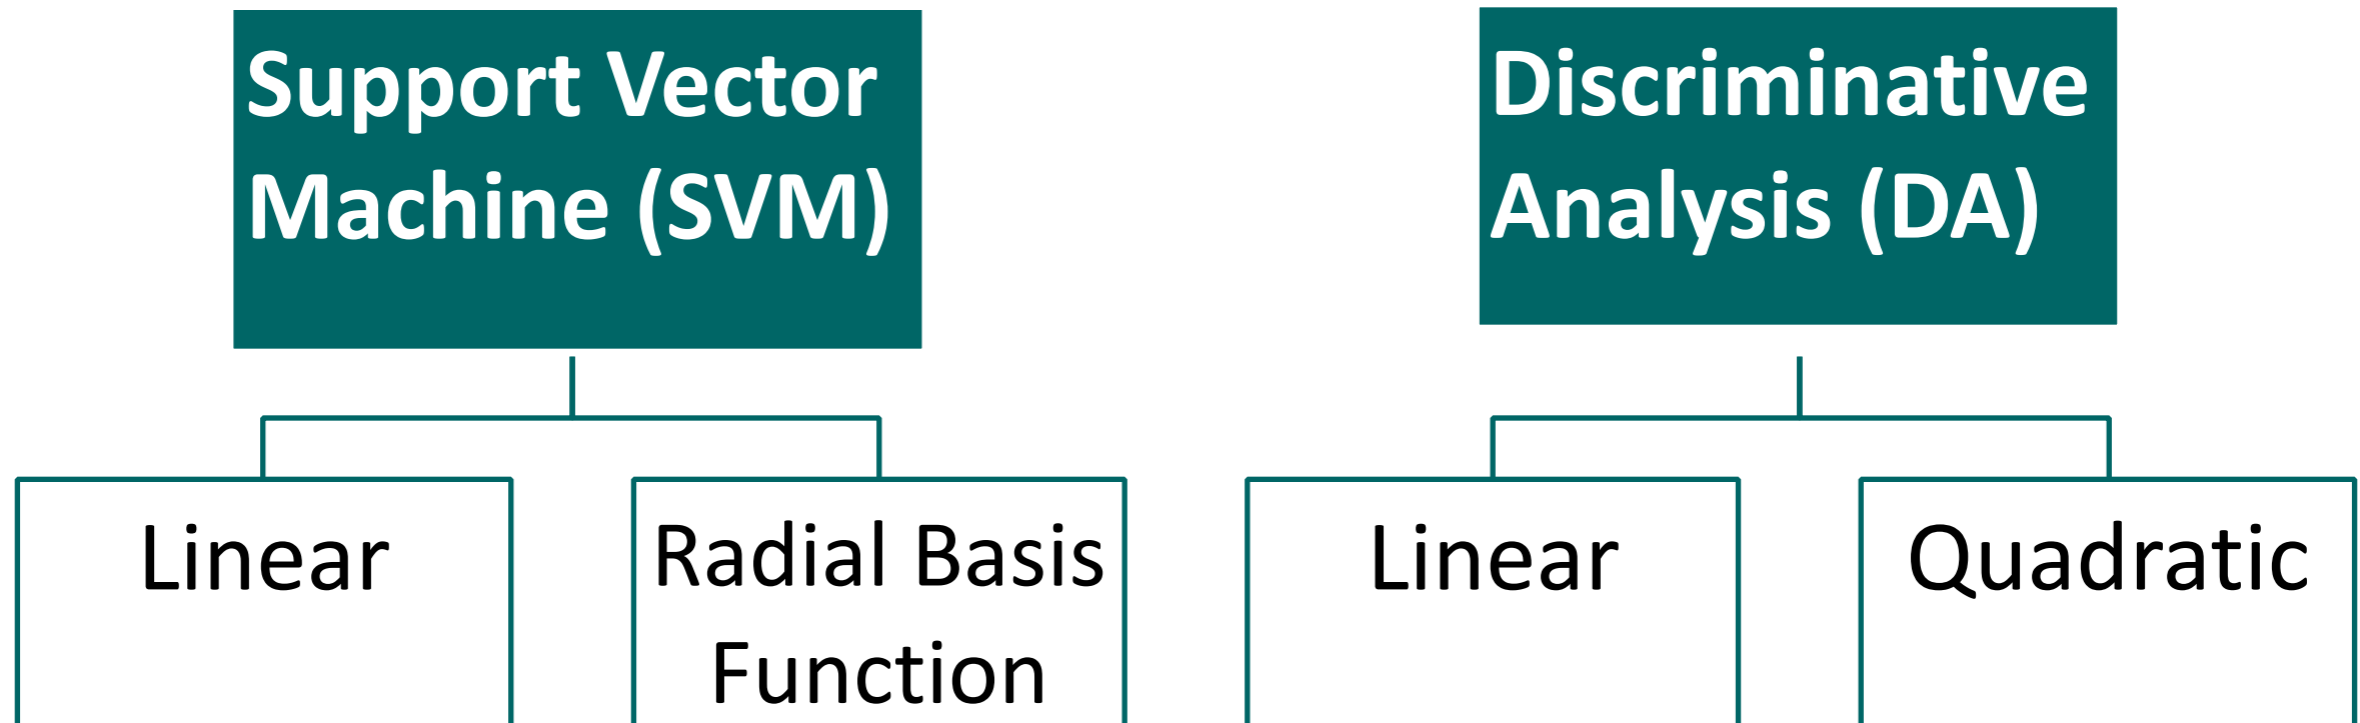 Support Vector
Machine (SVM)
Discriminative
Analysis (DA)
Linear
Radial Basis
Function
Linear
Quadratic